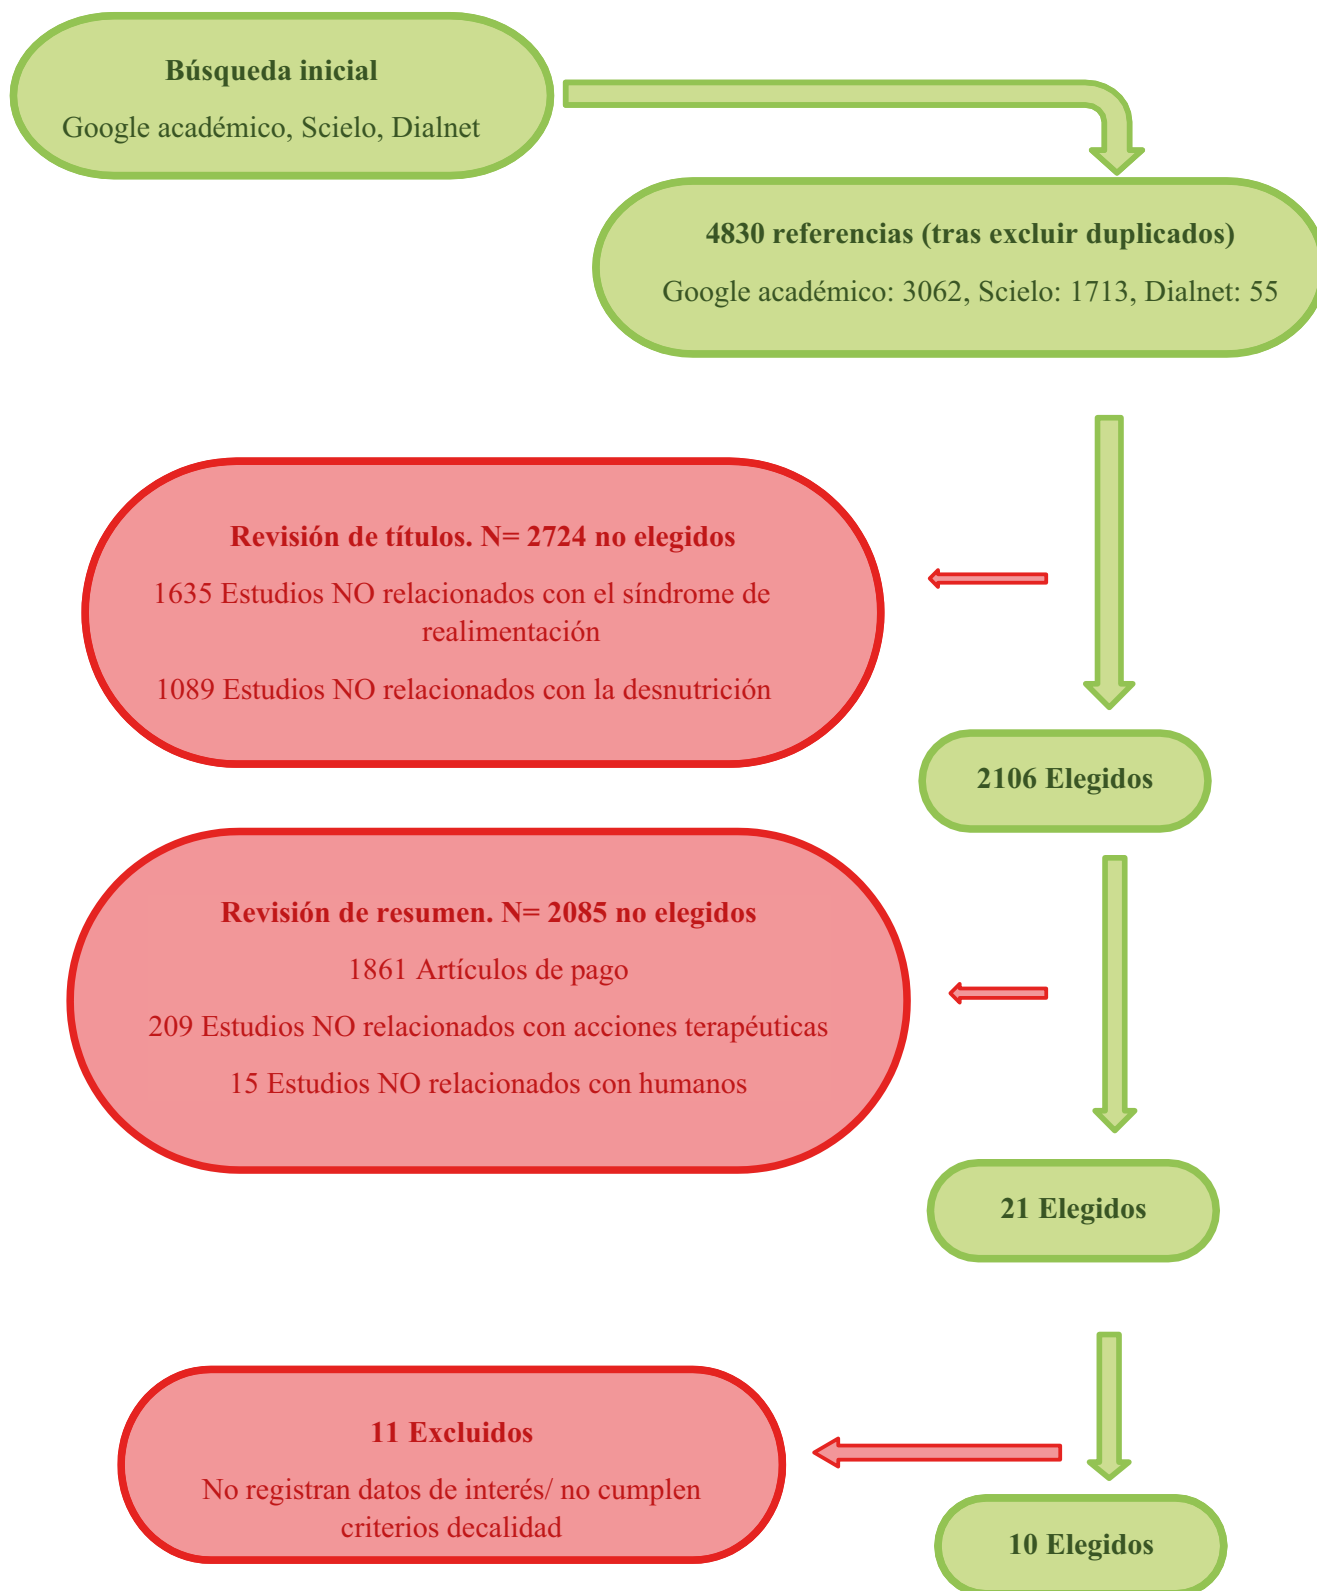 Búsqueda inicial
Google académico, Scielo, Dialnet
4830 referencias (tras excluir duplicados)
Google académico: 3062, Scielo: 1713, Dialnet: 55
Revisión de títulos. N= 2724 no elegidos
1635 Estudios NO relacionados con el síndrome de
realimentación
1089 Estudios NO relacionados con la desnutrición
2106 Elegidos
Revisión de resumen. N= 2085 no elegidos
1861 Artículos de pago
209 Estudios NO relacionados con acciones terapéuticas
15 Estudios NO relacionados con humanos
21 Elegidos
11 Excluidos
No registran datos de interés/ no cumplen
criterios decalidad
10 Elegidos